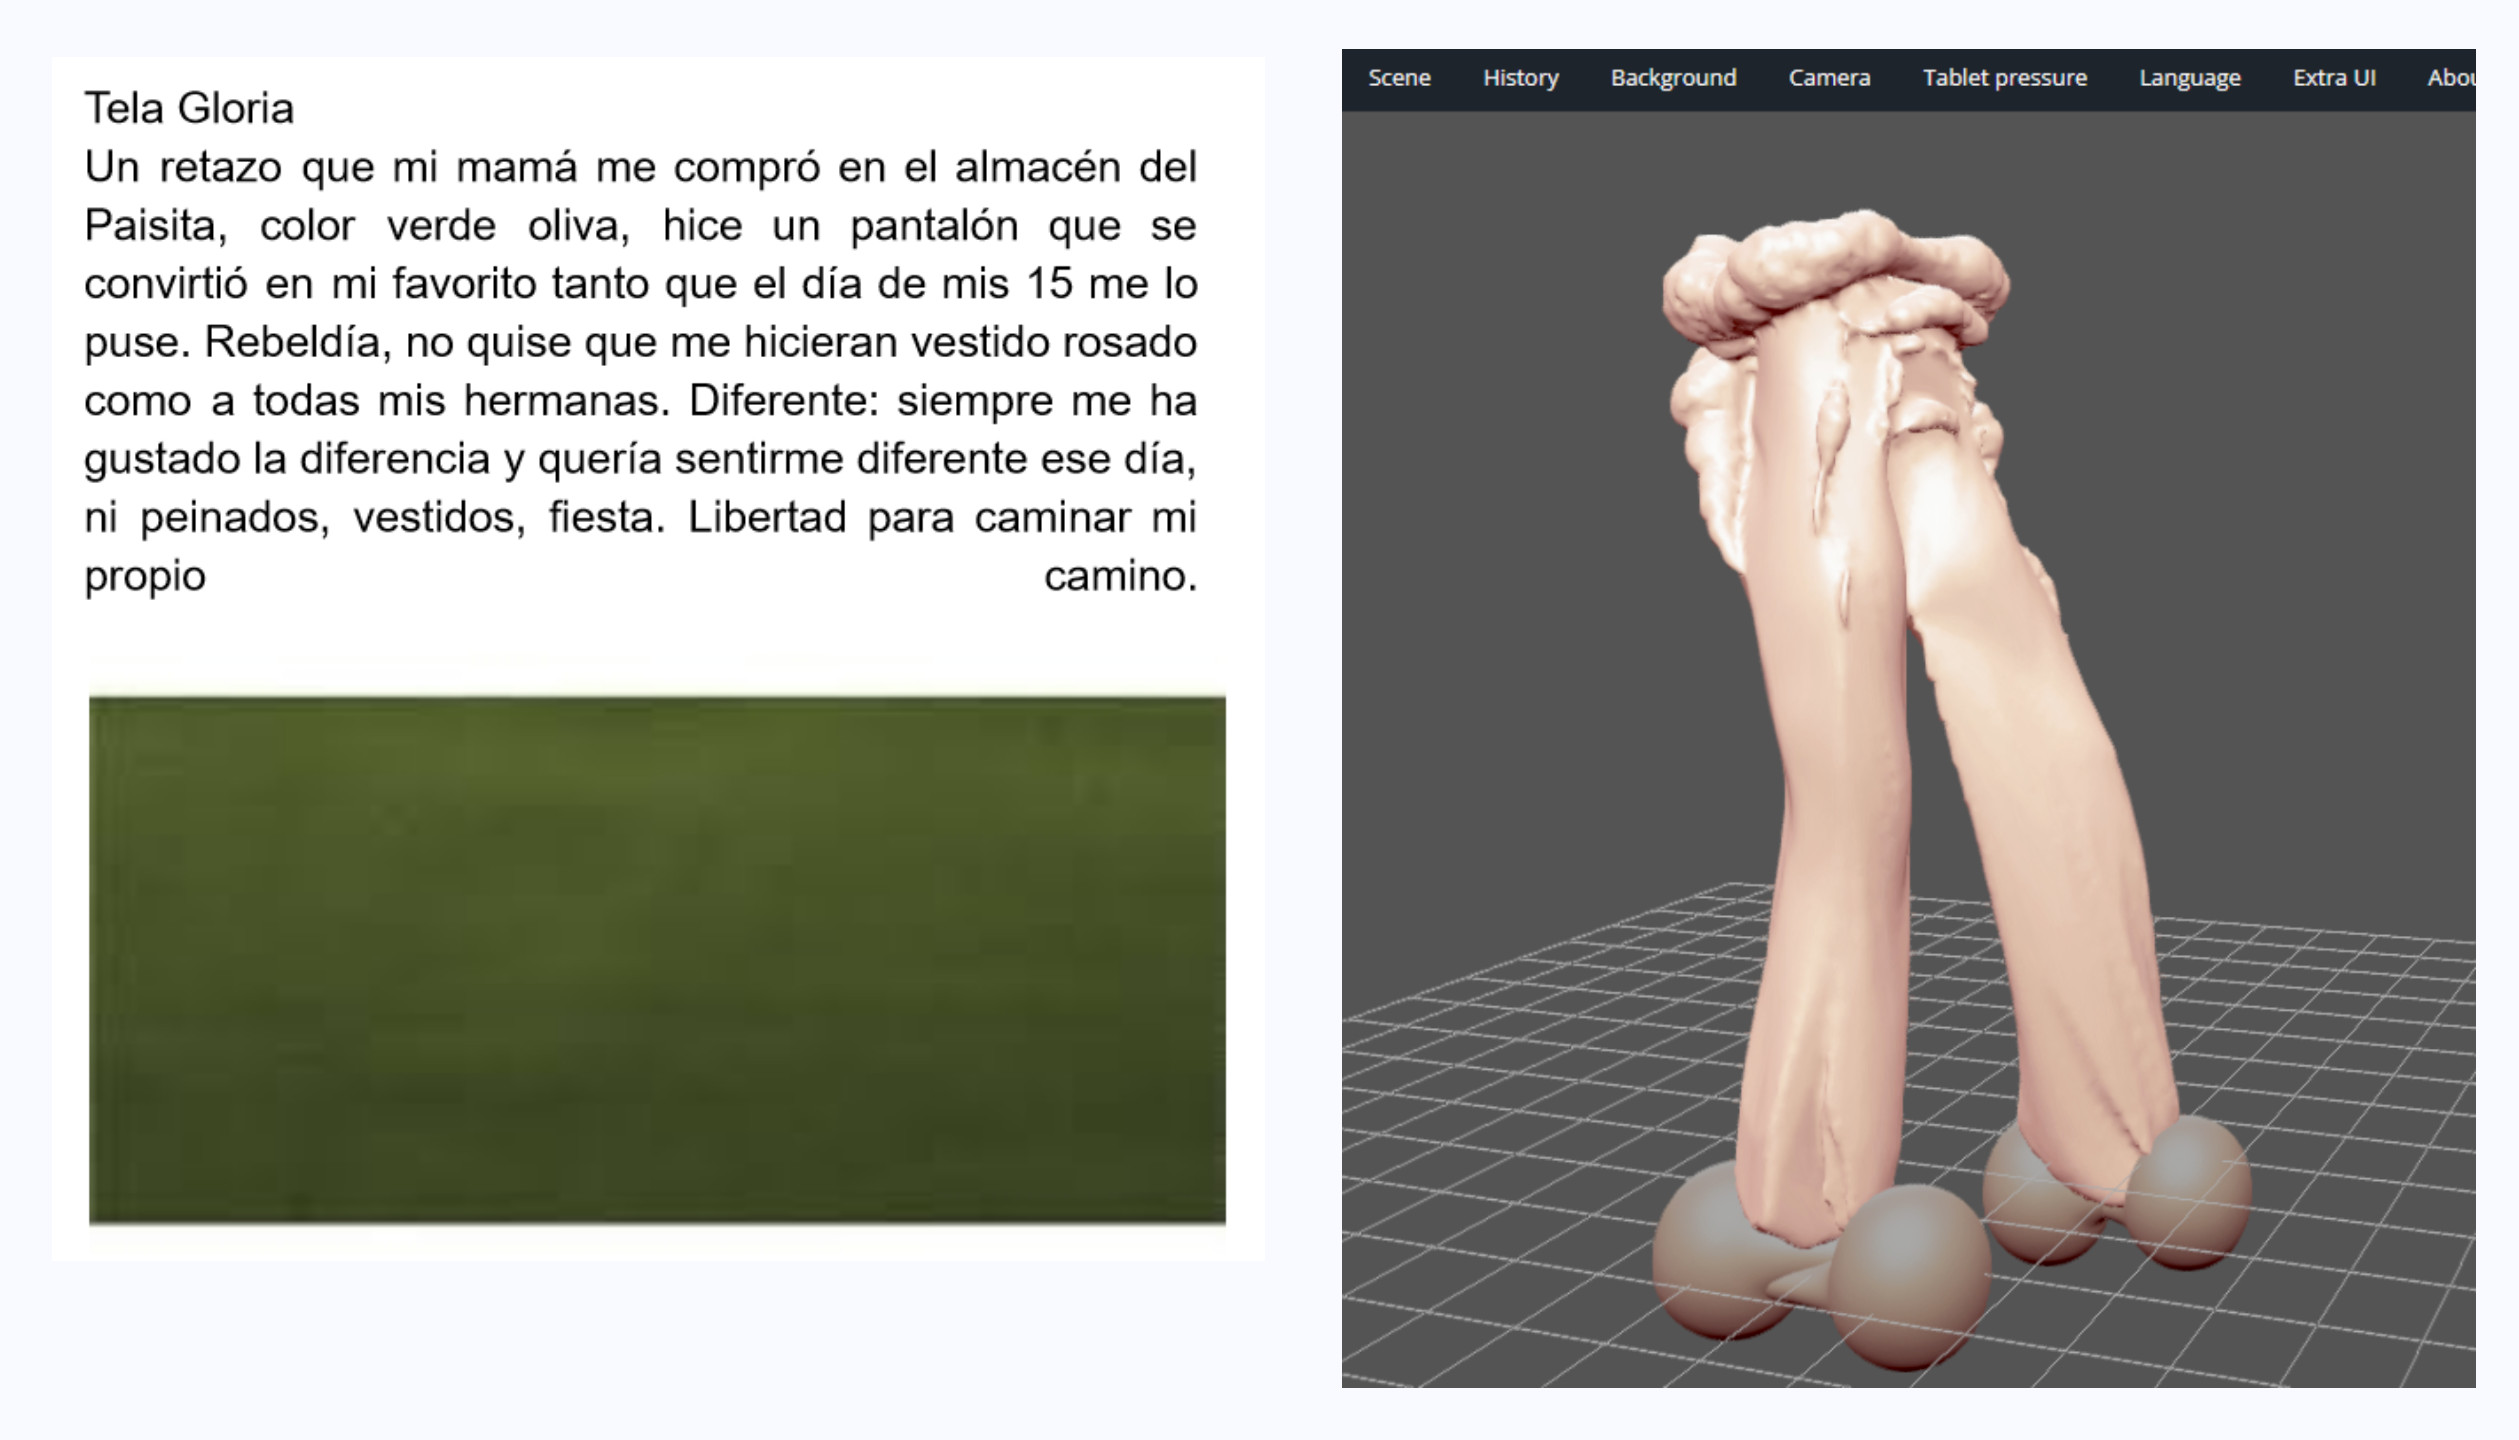 Tela Gloria
Un retazo que mi mamá me compró en el almacén del
Paisita, color verde oliva, hice un pantalón que se
convirtió en mi favorito tanto que el día de mis 15 me lo
puse. Rebeldía, no quise que me hicieran vestido rosado
como a todas mis hermanas. Diferente: siempre me ha
gustado la diferencia y quería sentirme diferente ese día,
ni peinados, vestidos, fiesta. Libertad para caminar mi
propio camino.
Scene History Background Camera Tablet pressure Language Extra UI Abou